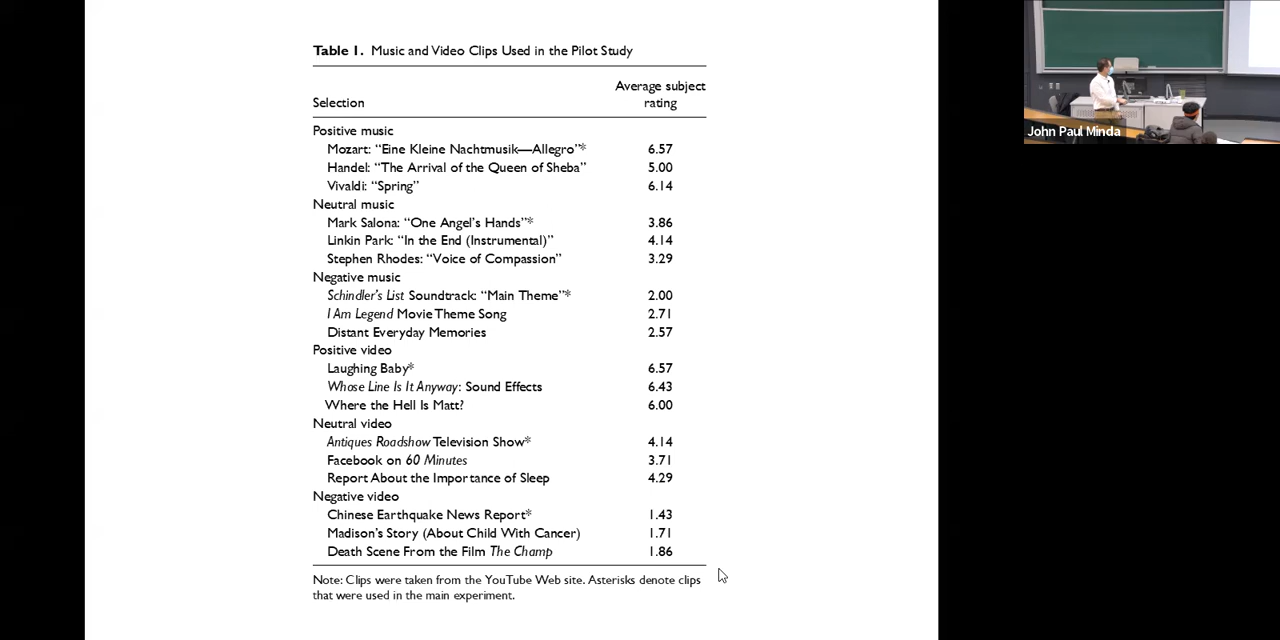 Table 1. Music and Video Clips Used in the Pilot Study
Average subject
Selection rating
Positive music
Mozart: “Eine Kleine Nachtmusik—Allegro”* 6.57
Handel: “The Arrival of the Queen of Sheba” 5.00
Vivaldi: “Spring” 6.14
Neutral music
Mark Salona: “One Angel’s Hands”* 3.86
Linkin Park: “In the End (Instrumental)” 4.14
Stephen Rhodes: “Voice of Compassion” 3.29
Negative music
Schindler’s List Soundtrack: “Main Theme”* 2.00
I Am Legend Movie Theme Song 2.71
Distant Everyday Memories 2.57
Positive video
Laughing Baby* 6.57
Whose Line Is It Anyway: Sound Effects 6.43
Where the Hell Is Matt? 6.00
Neutral video
Antiques Roadshow Television Show* 4.14
Facebook on 60 Minutes 3.71
Report About the Importance of Sleep 4.29
Negative video
Chinese Earthquake News Report* 1.43
Madison’s Story (About Child With Cancer) 1.71
Death Scene From the Film The Champ 1.86
Note: Clips were taken from the YouTube Web site. Asterisks denote clips
that were used in the main experiment.
John Paul Minda